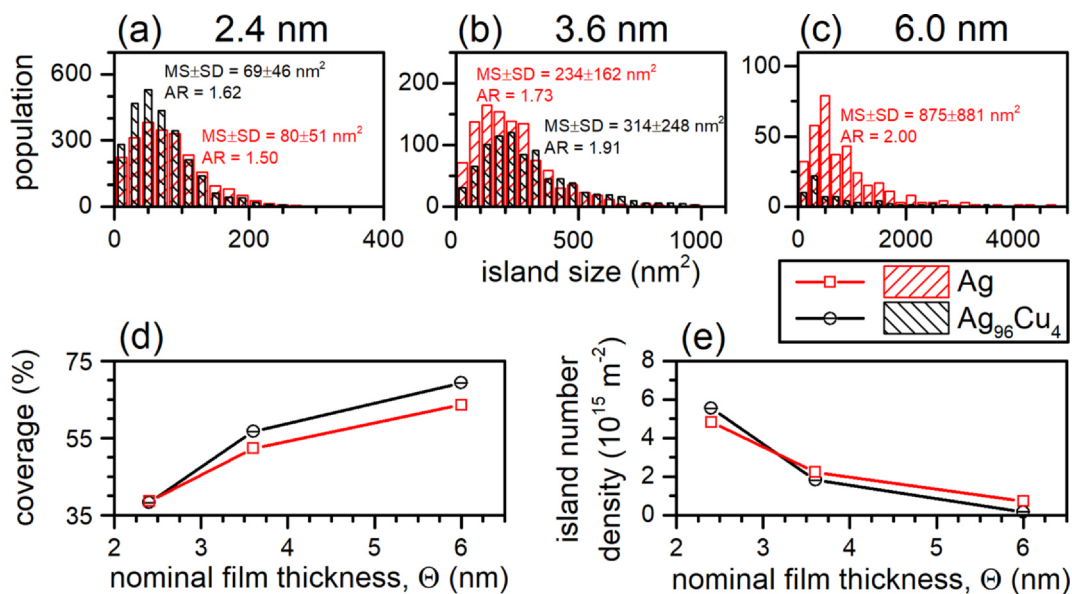 (a) 2.4 nm
(b) 3.6 nm
(c) 6.0 nm
population
600
300
0
MS±SD = 69±46 nm²
AR = 1.62
MS±SD = 80±51 nm²
AR = 1.50
0 200 400
200
100
0
MS±SD = 234±162 nm²
AR = 1.73
MS±SD = 314±248 nm²
AR = 1.91
0 500 1000
100
50
0
MS±SD = 875±881 nm²
AR = 2.00
0 2000 4000
island size (nm²)
Ag
Ag₉₆Cu₄
(d)
coverage (%)
75
55
35
2 3 4 5 6
nominal film thickness, Θ (nm)
(e)
island number
density (10¹⁵ m⁻²)
8
6
4
2
0
2 3 4 5 6
nominal film thickness, Θ (nm)